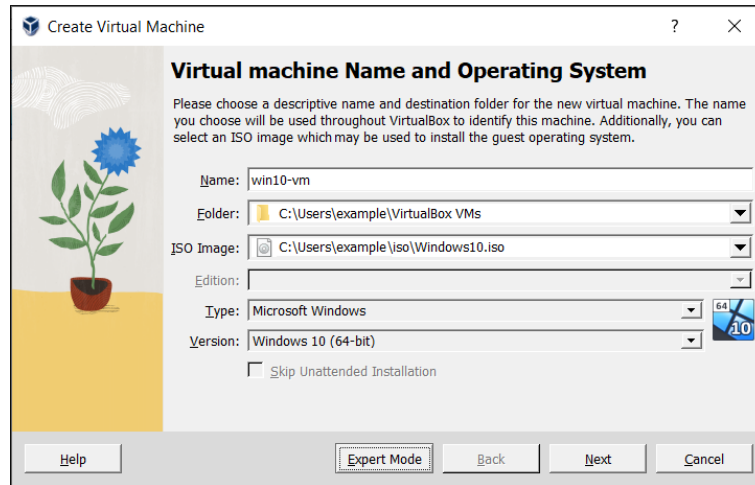 Create Virtual Machine
?
Virtual machine Name and Operating System
Please choose a descriptive name and destination folder for the new virtual machine. The name
you choose will be used throughout VirtualBox to identify this machine. Additionally, you can
select an ISO image which may be used to install the guest operating system.
Name: win10-vm
Folder: C:\Users\example\VirtualBox VMs
ISO Image: C:\Users\example\iso\Windows10.iso
Edition:
Type: Microsoft Windows
64
10
Version: Windows 10 (64-bit)
Skip Unattended Installation
Help Expert Mode Back Next Cancel